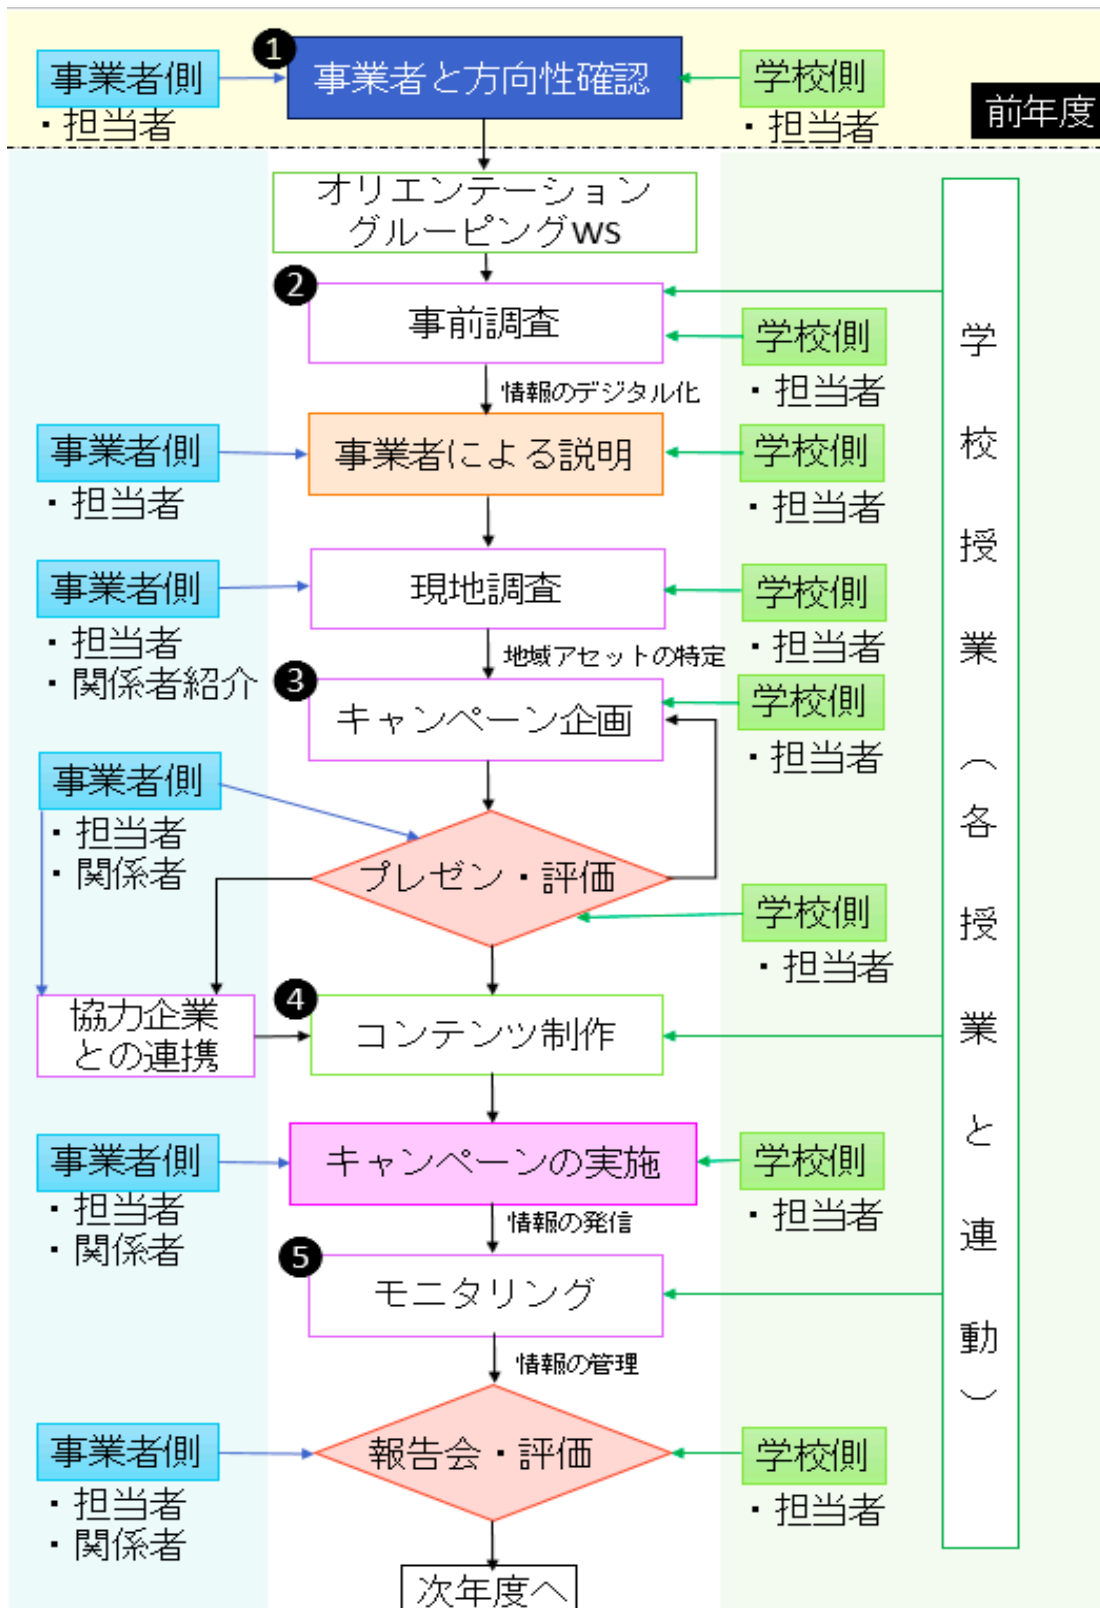 ❶
事業者側
・担当者
事業者と方向性確認
学校側
・担当者
前年度
オリエンテーション
グルーピングWS
❷
事前調査
学校側
・担当者
情報のデジタル化
事業者側
・担当者
事業者による説明
学校側
・担当者
事業者側
・担当者
・関係者紹介
現地調査
学校側
・担当者
地域アセットの特定
❸
キャンペーン企画
学校側
・担当者
事業者側
・担当者
・関係者
プレゼン・評価
学校側
・担当者
協力企業
との連携
❹
コンテンツ制作
事業者側
・担当者
・関係者
キャンペーンの実施
学校側
・担当者
情報の発信
❺
モニタリング
情報の管理
事業者側
・担当者
・関係者
報告会・評価
学校側
・担当者
次年度へ
学校授業（各授業と連動）